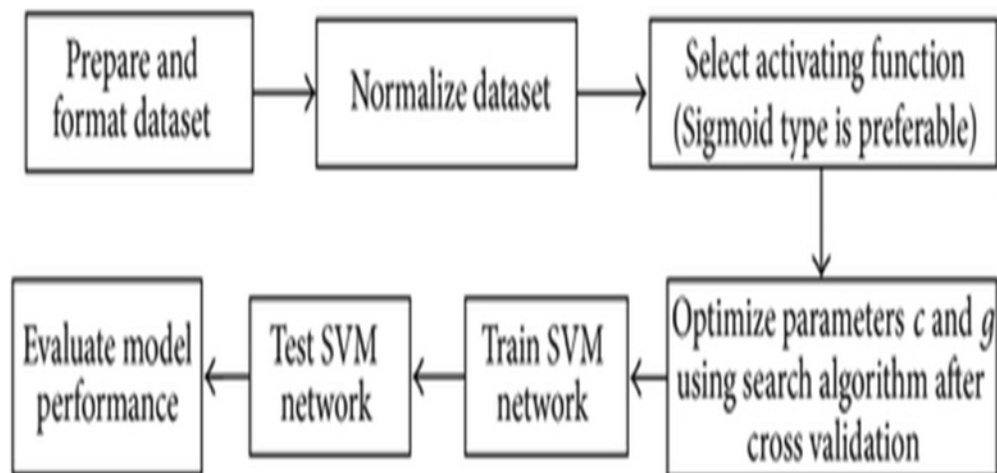 Prepare and
format dataset
Normalize dataset
Select activating function
(Sigmoid type is preferable)
Optimize parameters c and g
using search algorithm after
cross validation
Train SVM
network
Test SVM
network
Evaluate model
performance